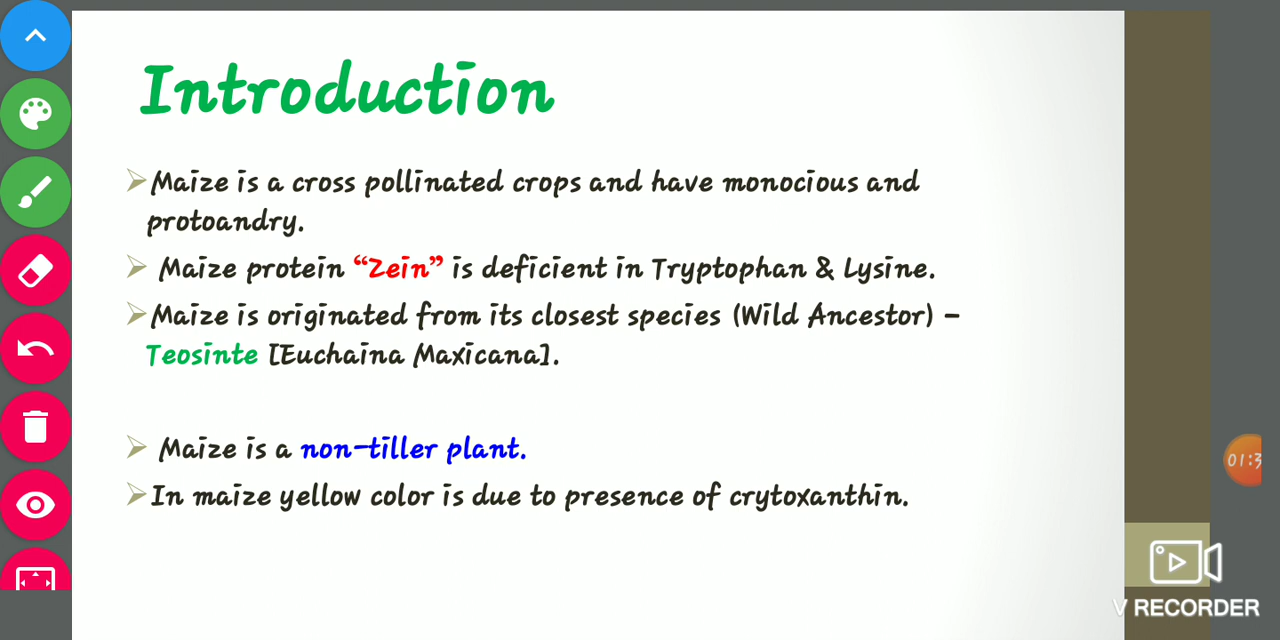 Introduction
Maize is a cross pollinated crops and have monocious and
protoandry.
Maize protein “Zein” is deficient in Tryptophan & Lysine.
Maize is originated from its closest species (Wild Ancestor) –
Teosinte [Euchaina Maxicana].
Maize is a non-tiller plant.
In maize yellow color is due to presence of crytoxanthin.
01:3
V RECORDER